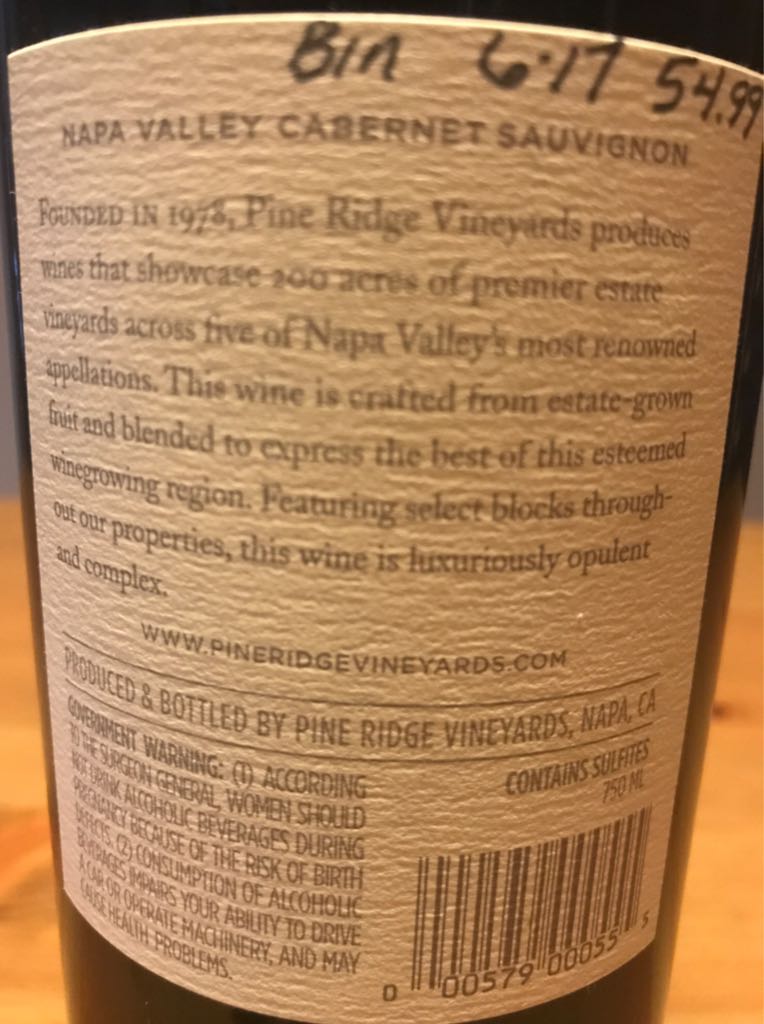 Bin 6.17 54.99
NAPA VALLEY CABERNET SAUVIGNON
FOUNDED IN 1978, Pine Ridge Vineyards produces
wines that showcase 200 acres of premier estate
vineyards across five of Napa Valley's most renowned
appellations. This wine is crafted from estate-grown
fruit and blended to express the best of this esteemed
winegrowing region. Featuring select blocks through-
out our properties, this wine is luxuriously opulent
and complex.
WWW.PINERIDGEVINEYARDS.COM
PRODUCED & BOTTLED BY PINE RIDGE VINEYARDS, NAPA, CA
GOVERNMENT WARNING: (1) ACCORDING
TO THE SURGEON GENERAL, WOMEN SHOULD
NOT DRINK ALCOHOLIC BEVERAGES DURING
PREGNANCY BECAUSE OF THE RISK OF BIRTH
DEFECTS. (2) CONSUMPTION OF ALCOHOLIC
BEVERAGES IMPAIRS YOUR ABILITY TO DRIVE
A CAR OR OPERATE MACHINERY, AND MAY
CAUSE HEALTH PROBLEMS.
CONTAINS SULFITES
750 ML
0 00579 00055 5